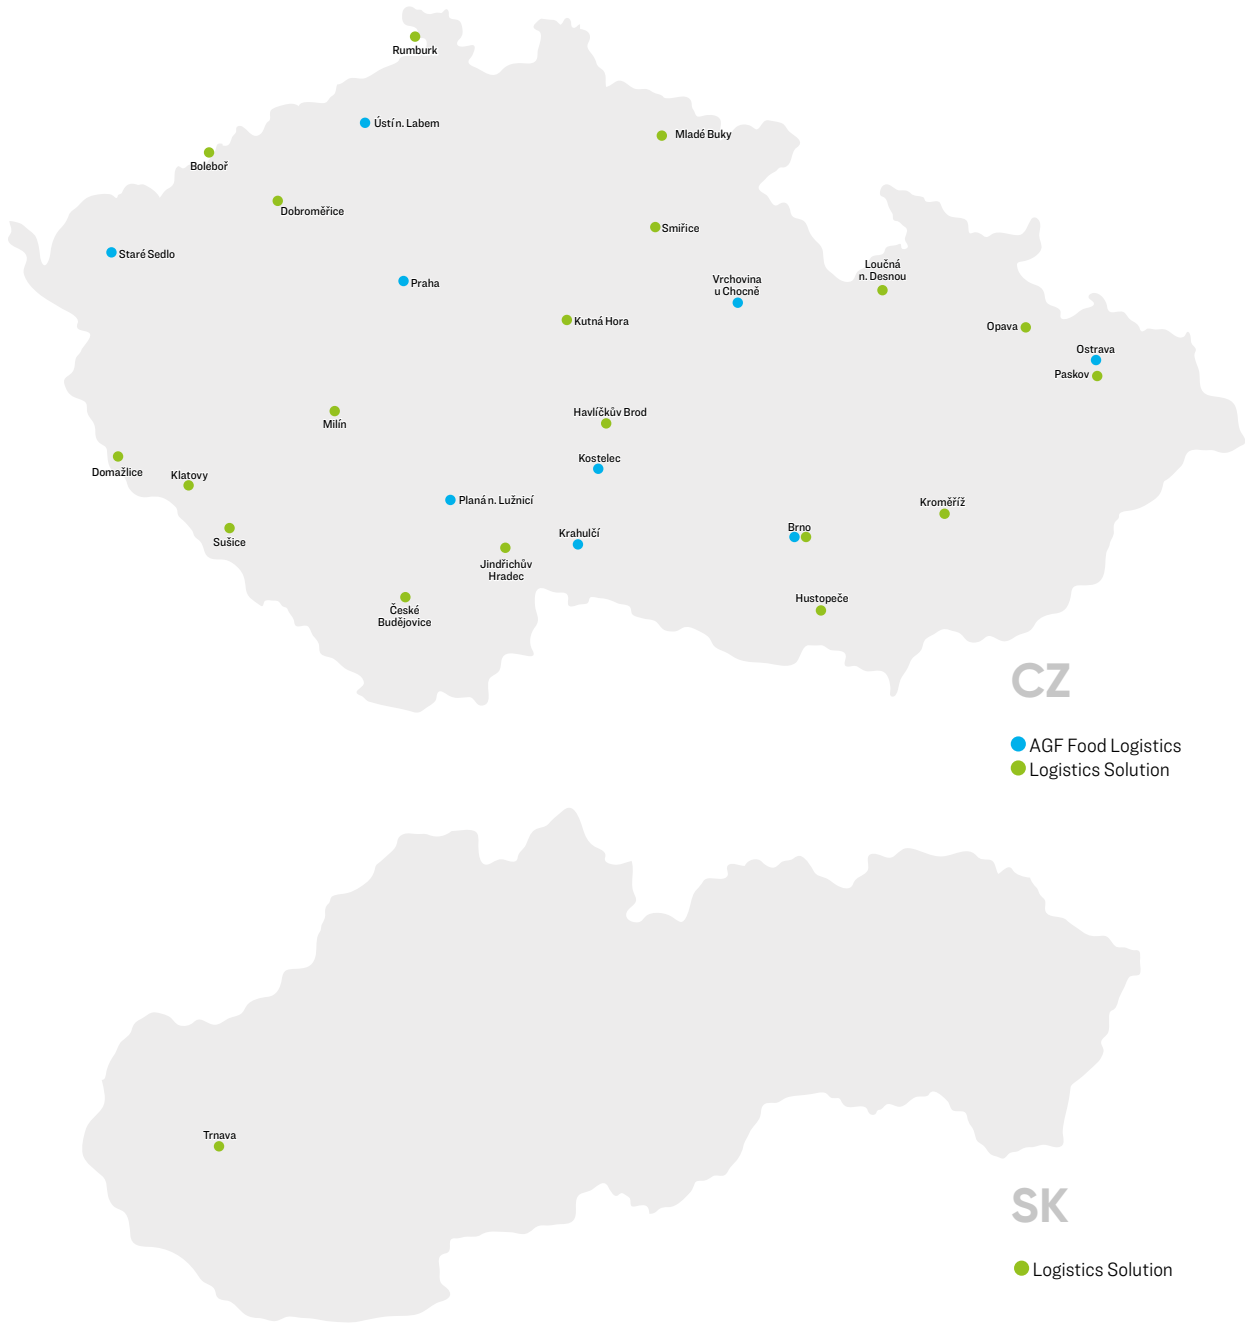 Rumburk
Ústí n. Labem
Mladé Buky
Boleboř
Dobroměřice
Smiřice
Staré Sedlo
Loučná
n. Desnou
Praha
Vrchovina
u Chocně
Kutná Hora
Opava
Ostrava
Paskov
Havlíčkův Brod
Milín
Kostelec
Domažlice
Klatovy
Planá n. Lužnicí
Kroměříž
Brno
Krahulčí
Sušice
Jindřichův
Hradec
Hustopeče
České
Budějovice
CZ
AGF Food Logistics
Logistics Solution
Trnava
SK
Logistics Solution